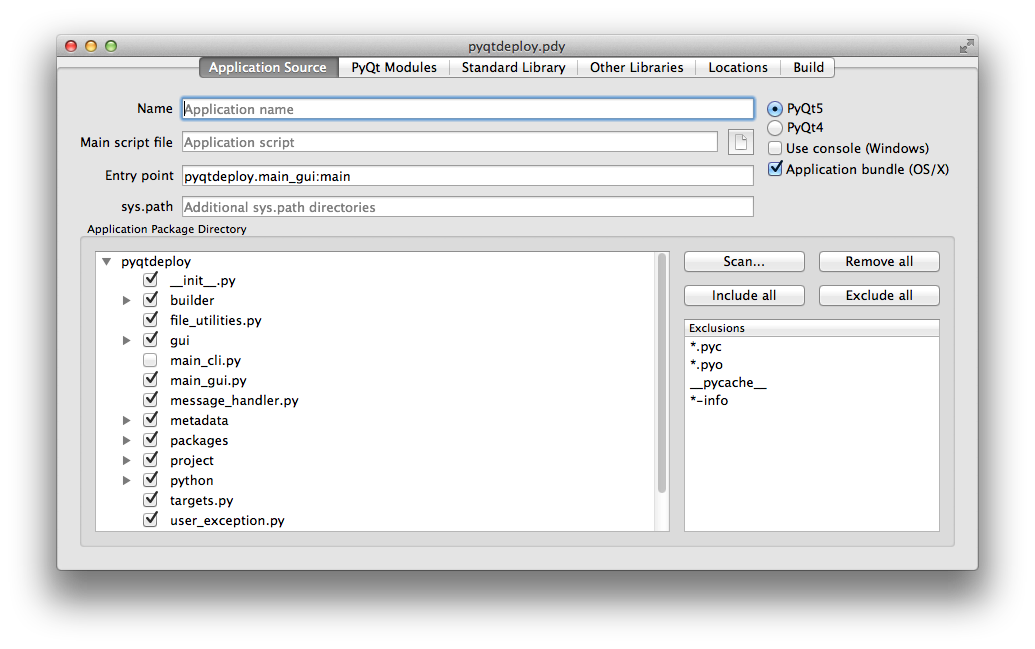 pyqtdeploy.pdy
Application Source PyQt Modules Standard Library Other Libraries Locations Build
Name Application name PyQt5
PyQt4
Main script file Application script Use console (Windows)
Entry point pyqtdeploy.main_gui:main Application bundle (OS/X)
sys.path Additional sys.path directories
Application Package Directory
pyqtdeploy Scan... Remove all
__init__.py
builder Include all Exclude all
file_utilities.py
Exclusions
gui *.pyc
main_cli.py *.pyo
main_gui.py __pycache__
message_handler.py *-info
metadata
packages
project
python
targets.py
user_exception.py